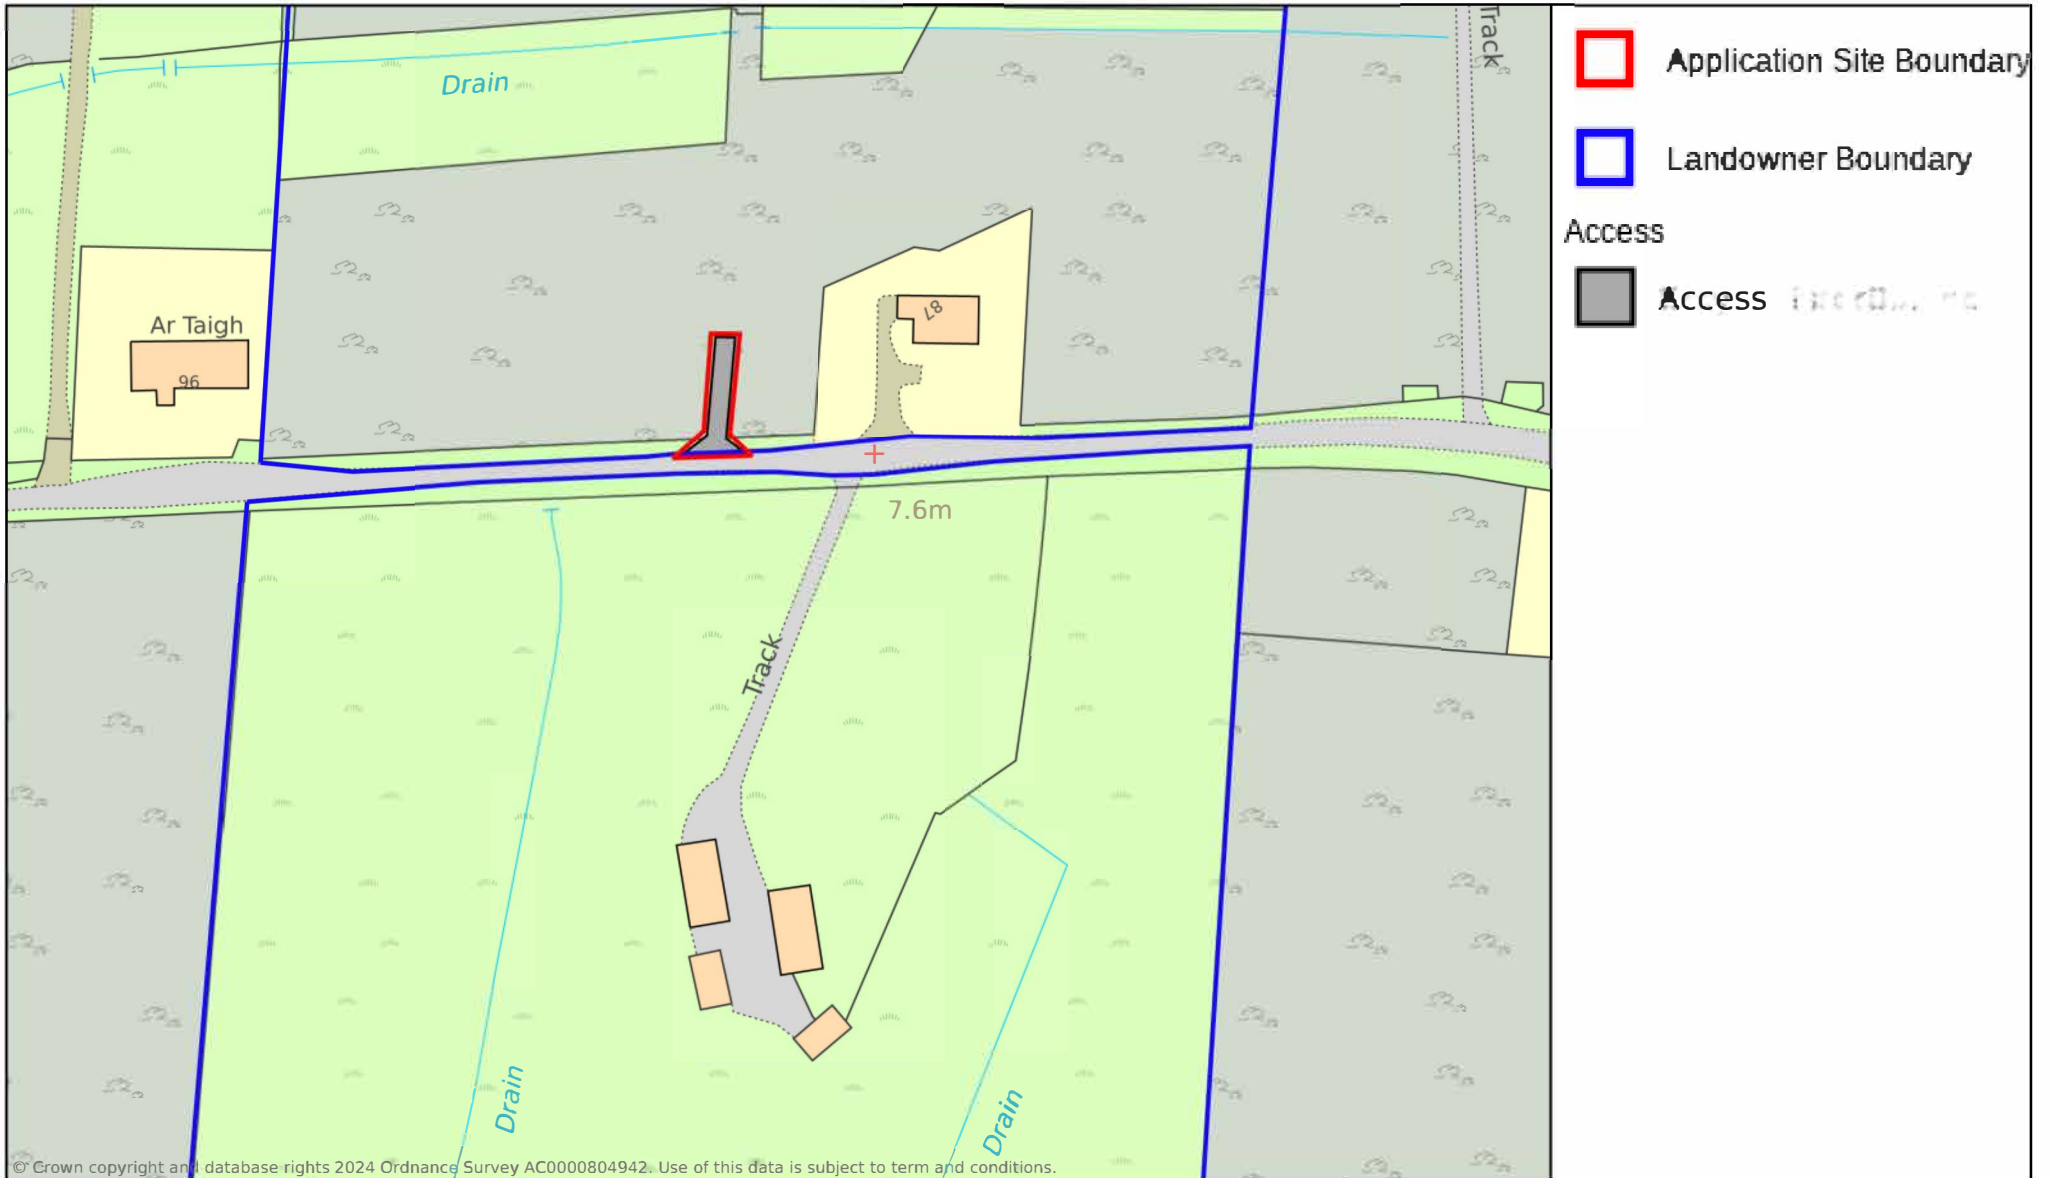 Track
Drain
Ar Taigh
96
87
7.6m
Track
Drain
Drain
© Crown copyright and database rights 2024 Ordnance Survey AC0000804942. Use of this data is subject to term and conditions.
Application Site Boundary
Landowner Boundary
Access
Access